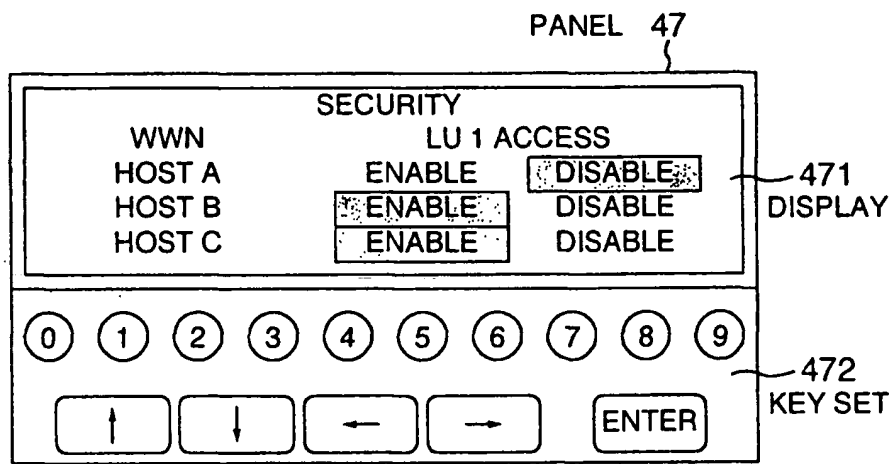 PANEL 47
SECURITY
WWN LU 1 ACCESS
HOST A ENABLE DISABLE
HOST B ENABLE DISABLE
HOST C ENABLE DISABLE
471
DISPLAY
0 1 2 3 4 5 6 7 8 9
472
KEY SET
↑ ↓ ← → ENTER